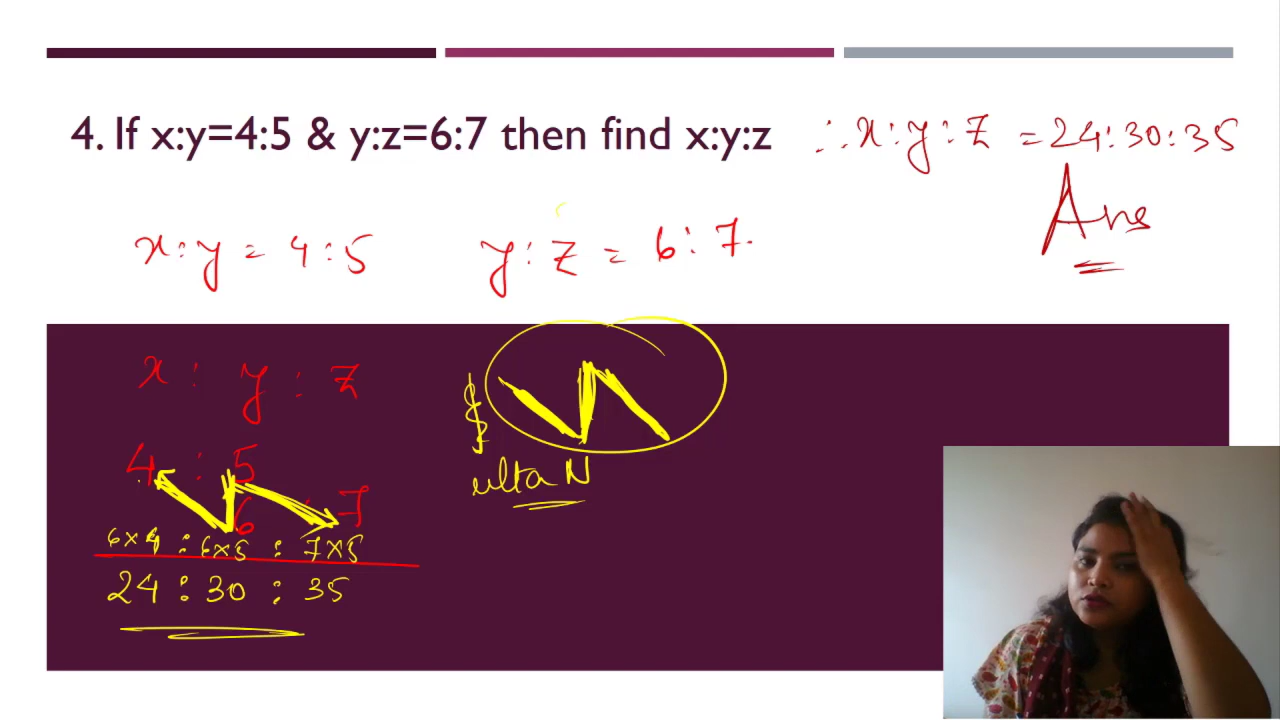 4. If x:y=4:5 & y:z=6:7 then find x:y:z
∴ x:y:z = 24:30:35
Ans
x:y = 4:5
y:z = 6:7
x : y : z
4 : 5
6 : 7
6×4 : 6×5 : 7×5
24 : 30 : 35
ulta N